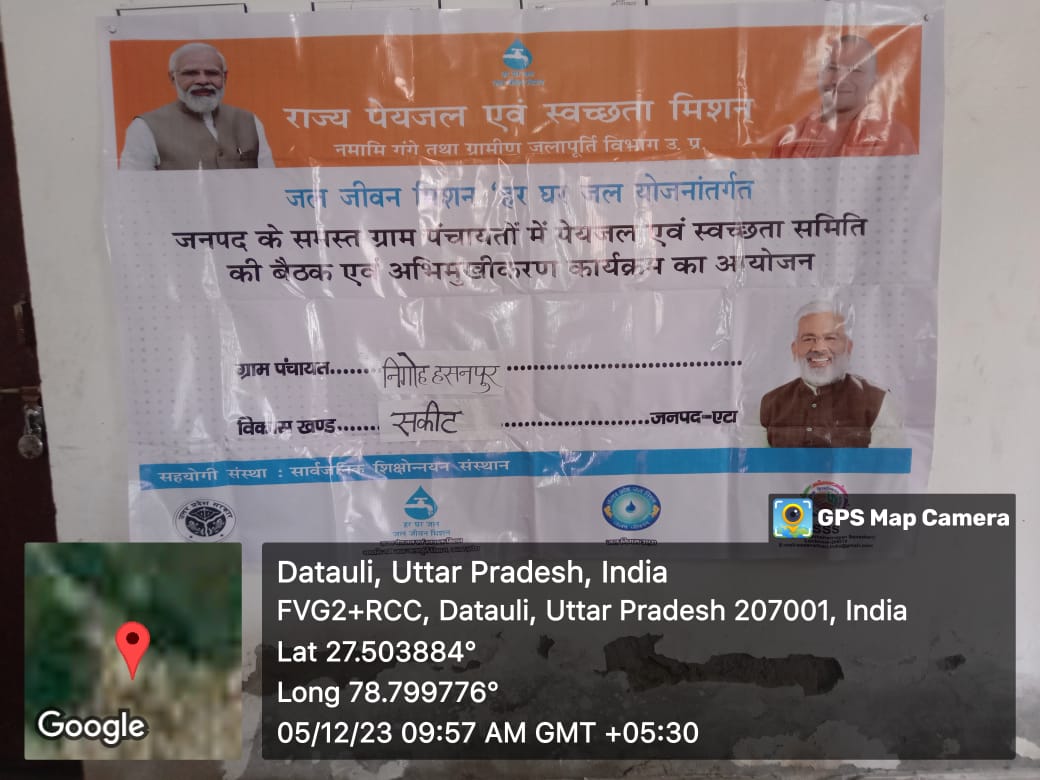 राज्य पेयजल एवं स्वच्छता मिशन
नमामि गंगे तथा ग्रामीण जलापूर्ति विभाग उ. प्र.
जल जीवन मिशन 'हर घर जल योजनांतर्गत
जनपद के समस्त ग्राम पंचायतों में पेयजल एवं स्वच्छता समिति
की बैठक एवं अभिमुखीकरण कार्यक्रम का आयोजन
ग्राम पंचायत....... निगोह हसनपुर ........................................
विकास खण्ड....... सकीट .........................जनपद-एटा
सहयोगी संस्था : सार्वजनिक शिक्षोन्नयन संस्थान
हर घर जल
जल जीवन मिशन
GPS Map Camera
Datauli, Uttar Pradesh, India
FVG2+RCC, Datauli, Uttar Pradesh 207001, India
Lat 27.503884°
Long 78.799776°
05/12/23 09:57 AM GMT +05:30
Google